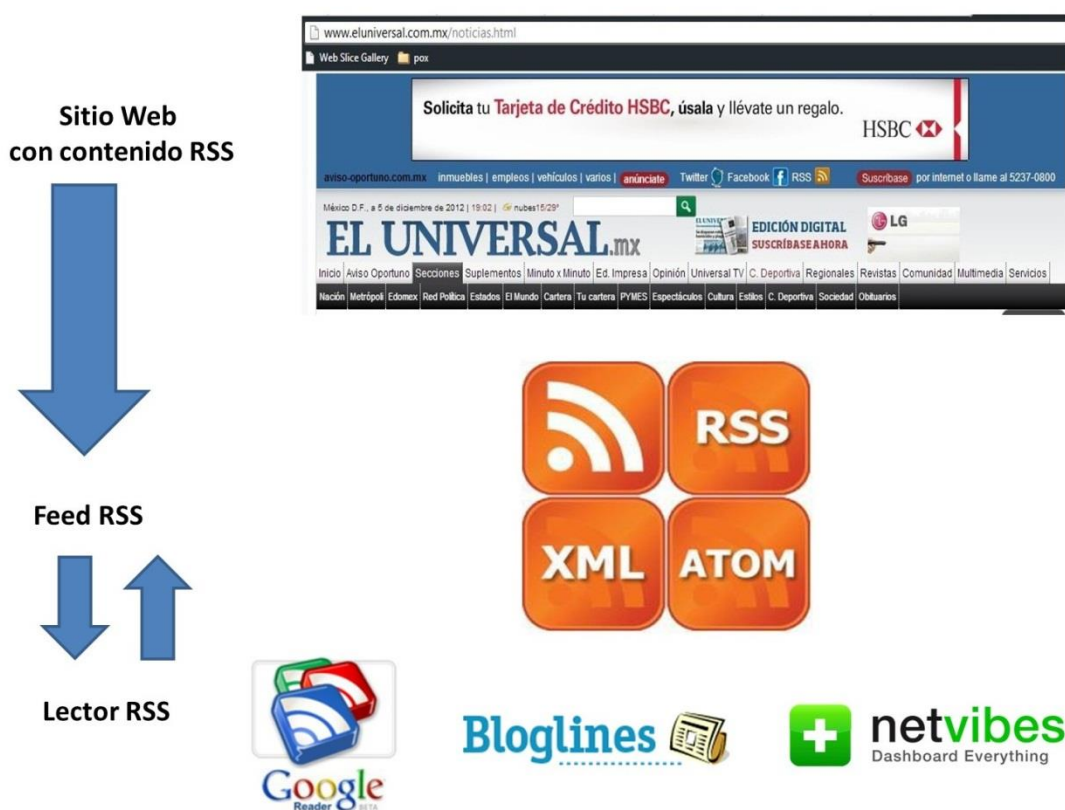 www.eluniversal.com.mx/noticias.html
Web Slice Gallery pox
Sitio Web
con contenido RSS
Solicita tu Tarjeta de Crédito HSBC, úsala y llévate un regalo.
HSBC
aviso-oportuno.com.mx inmuebles | empleos | vehículos | varios | anúnciate Twitter Facebook RSS Suscríbase por internet o llame al 5237-0800
México D.F., a 5 de diciembre de 2012 | 19:02 | nubes15/29°
EL UNIVERSAL.mx
EDICIÓN DIGITAL
SUSCRÍBASE AHORA
LG
Inicio Aviso Oportuno Secciones Suplementos Minuto x Minuto Ed. Impresa Opinión Universal TV C. Deportiva Regionales Revistas Comunidad Multimedia Servicios
Nación Metrópoli Edomex Red Política Estados El Mundo Cartera Tu cartera PYMES Espectáculos Cultura Estilos C. Deportiva Sociedad Obituarios
RSS
Feed RSS
XML ATOM
Lector RSS
Google
Reader BETA
Bloglines
netvibes
Dashboard Everything